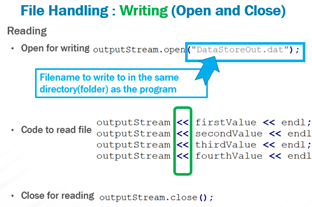 File Handling : Writing (Open and Close)
Reading
• Open for writing outputStream.open("DataStoreOut.dat");
Filename to write to in the same
directory(folder) as the program
• Code to read file outputStream << firstValue << endl;
outputStream << secondValue << endl;
outputStream << thirdValue << endl;
outputStream << fourthValue << endl;
• Close for reading outputStream.close();